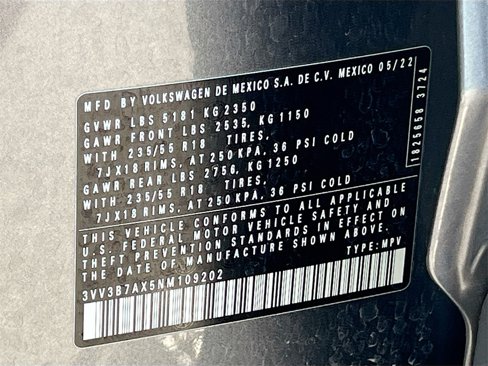 MFD BY VOLKSWAGEN DE MEXICO S.A. DE C.V. MEXICO 05/22
GVWR LBS 5181 KG 2350
GAWR FRONT LBS 2535, KG 1150
WITH 235/55 R18 TIRES,
7JX18 RIMS, AT 250 KPA, 36 PSI COLD
GAWR REAR LBS 2756, KG 1250
WITH 235/55 R18 TIRES,
7JX18 RIMS, AT 250 KPA, 36 PSI COLD
THIS VEHICLE CONFORMS TO ALL APPLICABLE
U.S. FEDERAL MOTOR VEHICLE SAFETY AND
THEFT PREVENTION STANDARDS IN EFFECT ON
THE DATE OF MANUFACTURE SHOWN ABOVE.
3VV3B7AX5NM109202 TYPE: MPV
1825658 3724